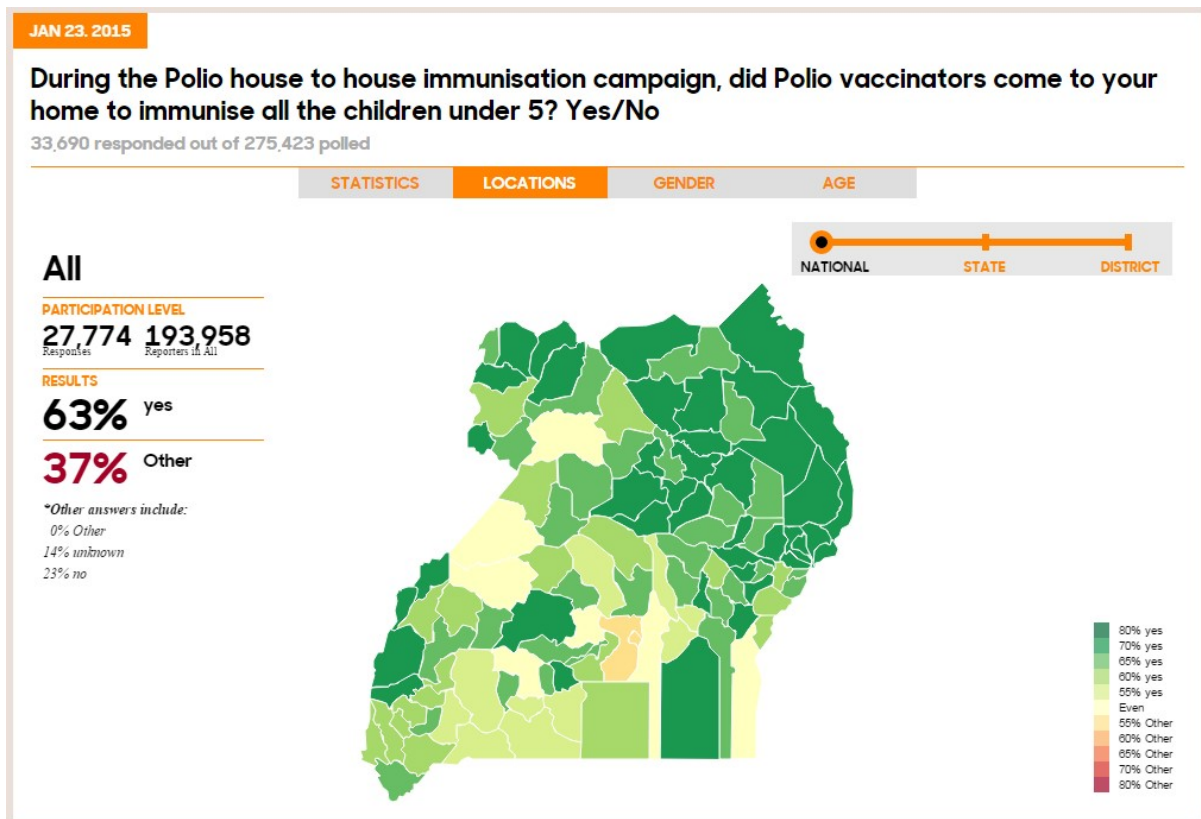 JAN 23. 2015
During the Polio house to house immunisation campaign, did Polio vaccinators come to your
home to immunise all the children under 5? Yes/No
33,690 responded out of 275,423 polled
STATISTICS LOCATIONS GENDER AGE
NATIONAL STATE DISTRICT
All
PARTICIPATION LEVEL
27,774 193,958
Responses Reporters in All
RESULTS
63% yes
37% Other
*Other answers include:
0% Other
14% unknown
23% no
80% yes
70% yes
65% yes
60% yes
55% yes
Even
55% Other
60% Other
65% Other
70% Other
80% Other